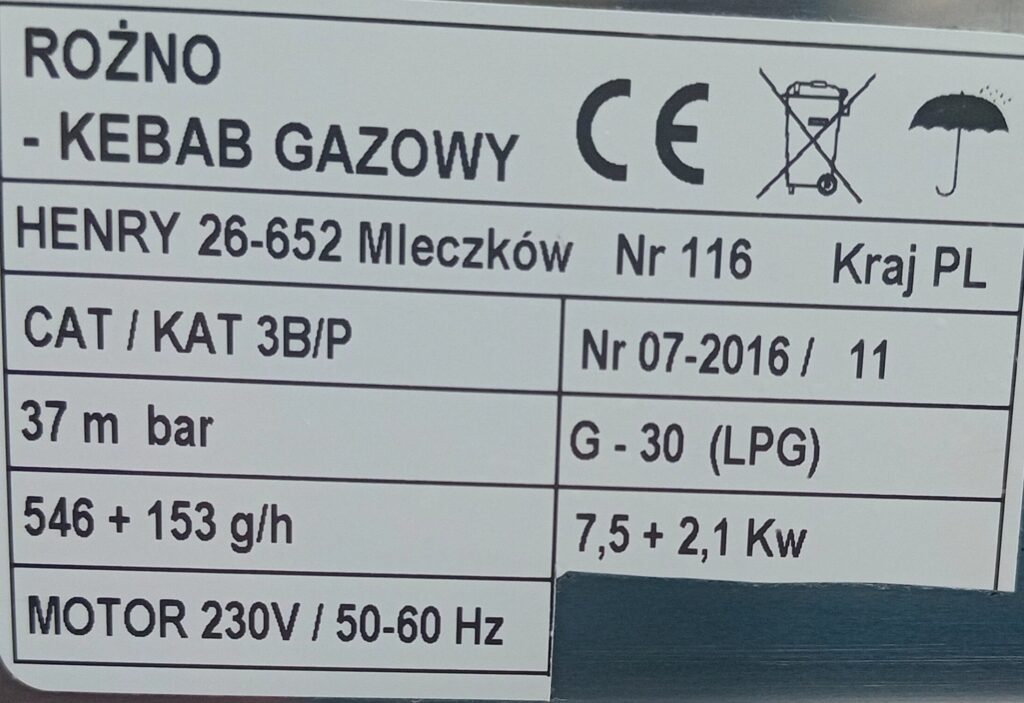 ROŻNO
- KEBAB GAZOWY CE
HENRY 26-652 Mleczków Nr 116 Kraj PL
CAT / KAT 3B/P
Nr 07-2016 / 11
37 m bar
G - 30 (LPG)
546 + 153 g/h
7,5 + 2,1 Kw
MOTOR 230V / 50-60 Hz